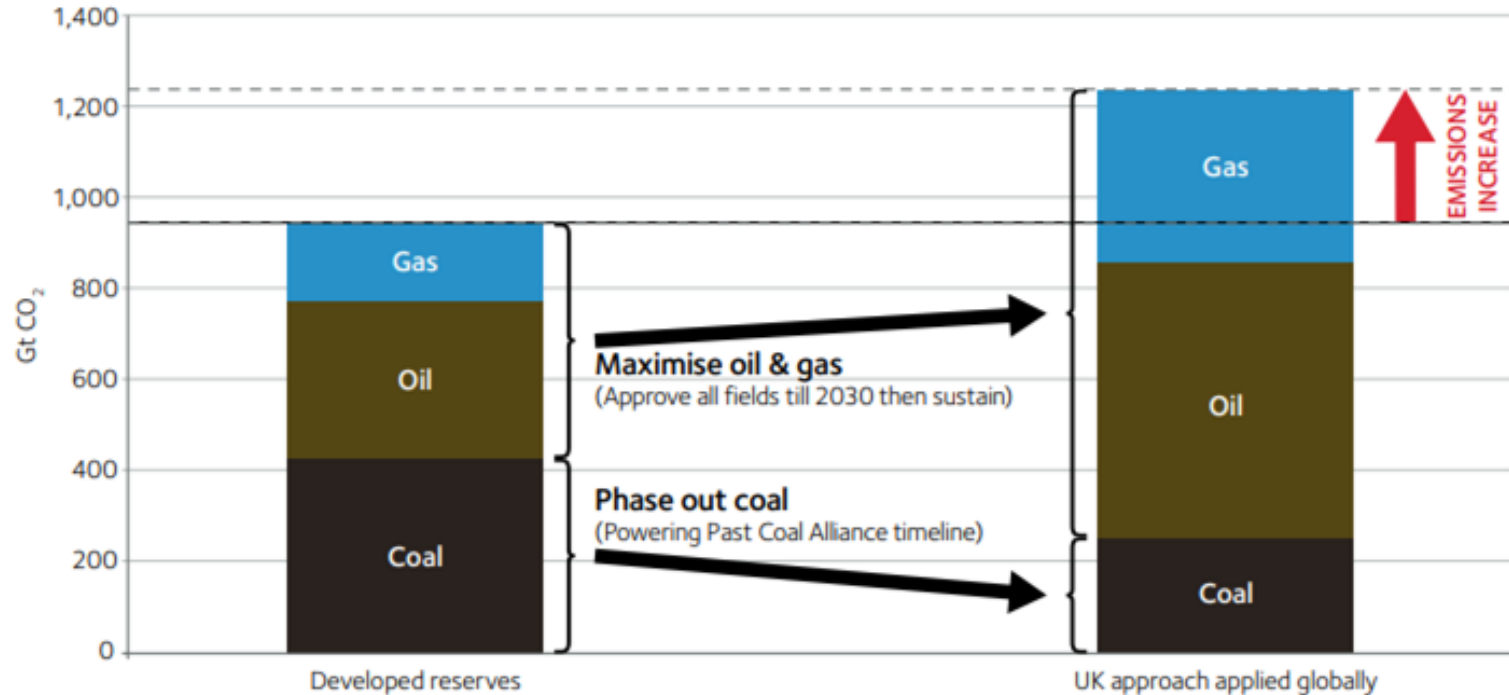 1,400
1,200
1,000
800
600
400
200
0
Gt CO₂
Gas
Oil
Coal
Maximise oil & gas
(Approve all fields till 2030 then sustain)
Phase out coal
(Powering Past Coal Alliance timeline)
Gas
Oil
Coal
EMISSIONS
INCREASE
Developed reserves
UK approach applied globally